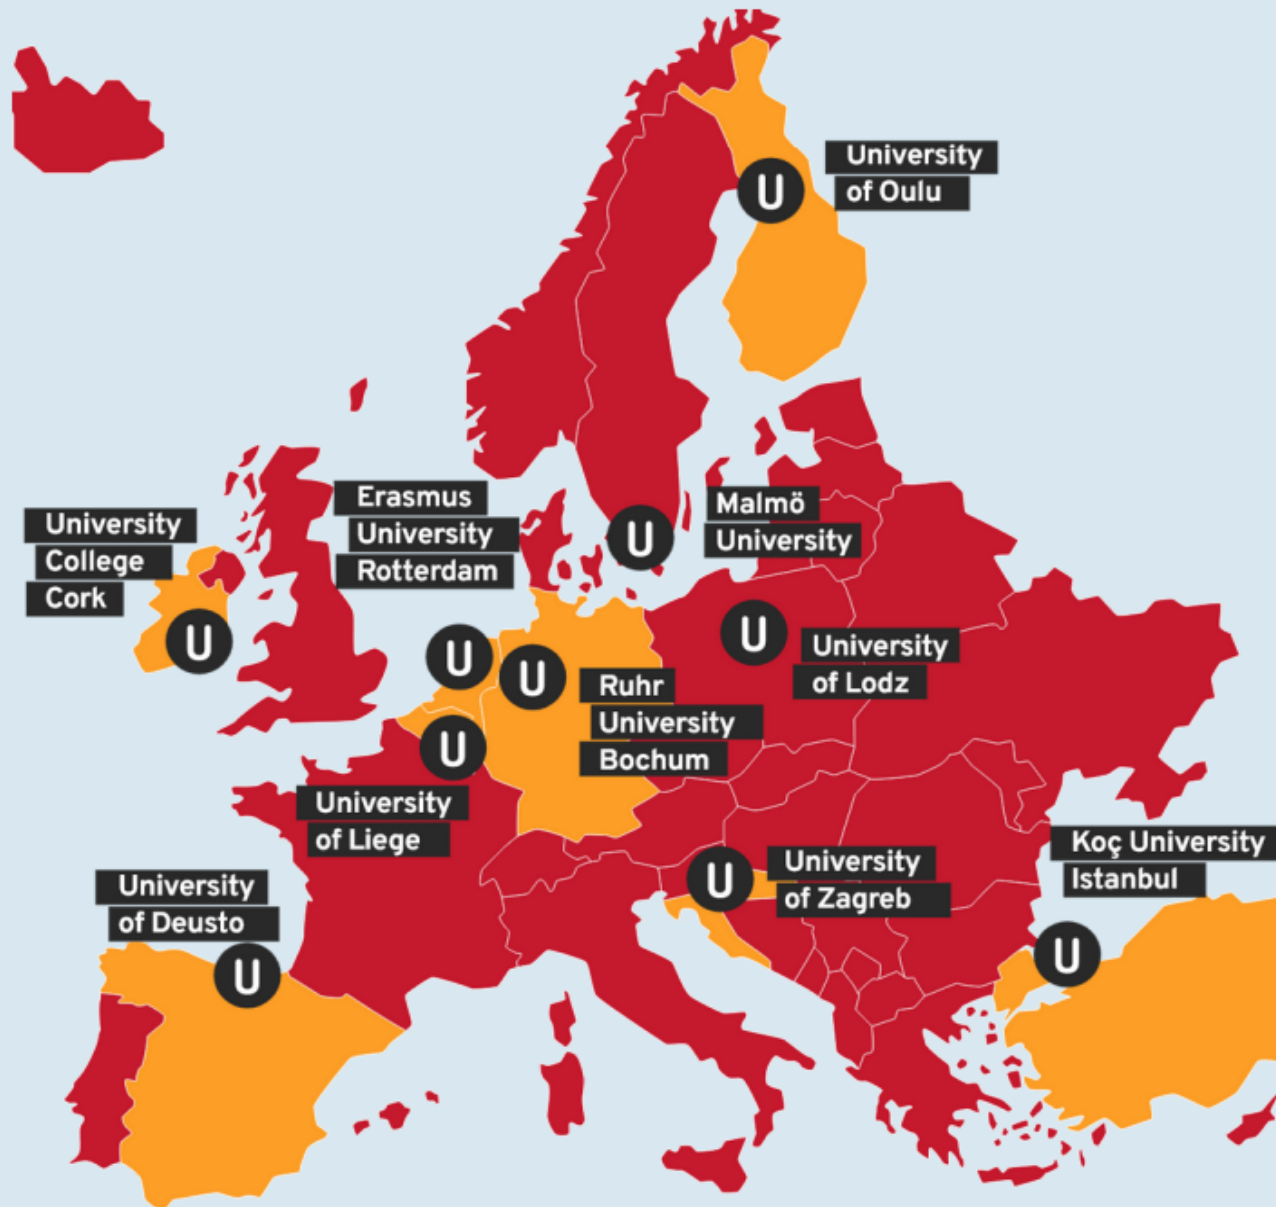 University
of Oulu
U
Erasmus
University
Rotterdam
Malmö
University
U
University
College
Cork
U
U
U
Ruhr
University
Bochum
U
University
of Lodz
U
University
of Liege
University
of Zagreb
U
Koç University
Istanbul
U
University
of Deusto
U